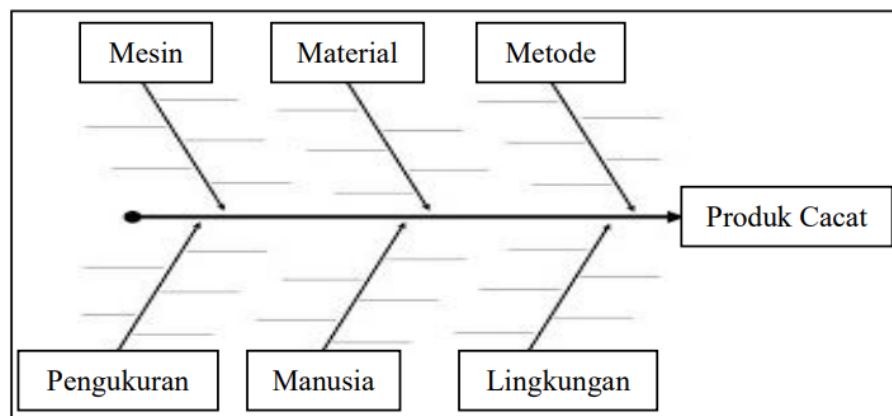 Mesin
Material
Metode
Produk Cacat
Pengukuran
Manusia
Lingkungan